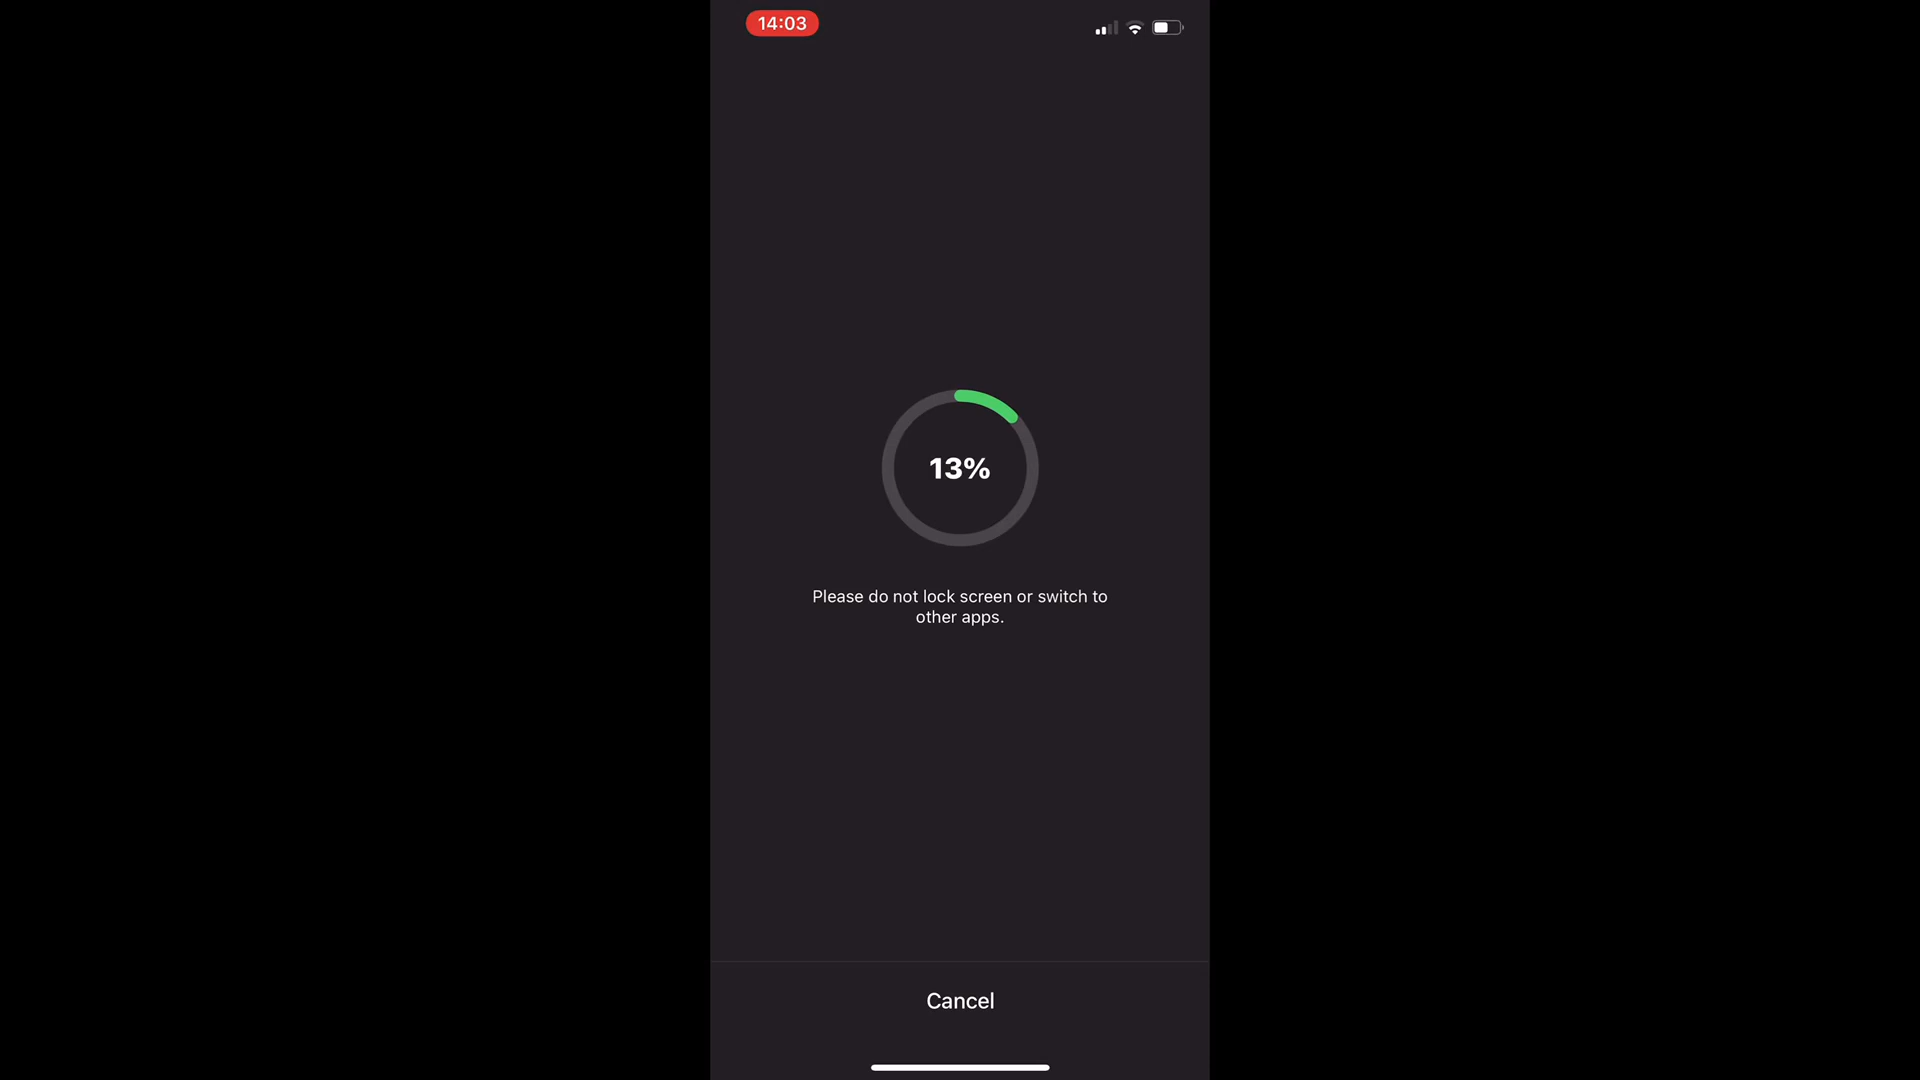 14:03
13%
Please do not lock screen or switch to
other apps.
Cancel